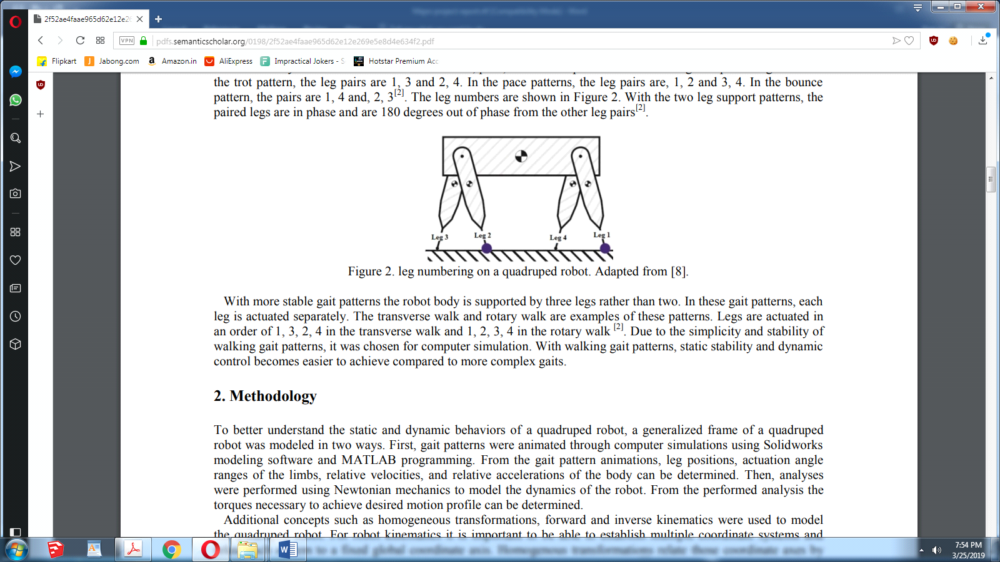 2f52ae4faae965d62e12e26
VPN
pdfs.semanticscholar.org/0198/2f52ae4faae965d62e12e269e5e8d4e634f2.pdf
Flipkart
Jabong.com
Amazon.in
AliExpress
Impractical Jokers - S
Hotstar Premium Acc
the trot pattern, the leg pairs are 1, 3 and 2, 4. In the pace patterns, the leg pairs are, 1, 2 and 3, 4. In the bounce
pattern, the pairs are 1, 4 and, 2, 3[2]. The leg numbers are shown in Figure 2. With the two leg support patterns, the
paired legs are in phase and are 180 degrees out of phase from the other leg pairs[2].
Leg 3
Leg 2
Leg 4
Leg 1
Figure 2. leg numbering on a quadruped robot. Adapted from [8].
With more stable gait patterns the robot body is supported by three legs rather than two. In these gait patterns, each
leg is actuated separately. The transverse walk and rotary walk are examples of these patterns. Legs are actuated in
an order of 1, 3, 2, 4 in the transverse walk and 1, 2, 3, 4 in the rotary walk [2]. Due to the simplicity and stability of
walking gait patterns, it was chosen for computer simulation. With walking gait patterns, static stability and dynamic
control becomes easier to achieve compared to more complex gaits.
2. Methodology
To better understand the static and dynamic behaviors of a quadruped robot, a generalized frame of a quadruped
robot was modeled in two ways. First, gait patterns were animated through computer simulations using Solidworks
modeling software and MATLAB programming. From the gait pattern animations, leg positions, actuation angle
ranges of the limbs, relative velocities, and relative accelerations of the body can be determined. Then, analyses
were performed using Newtonian mechanics to model the dynamics of the robot. From the performed analysis the
torques necessary to achieve desired motion profile can be determined.
Additional concepts such as homogeneous transformations, forward and inverse kinematics were used to model
the quadruped robot. For robot kinematics it is important to be able to establish multiple coordinate systems and
7:54 PM
3/25/2019